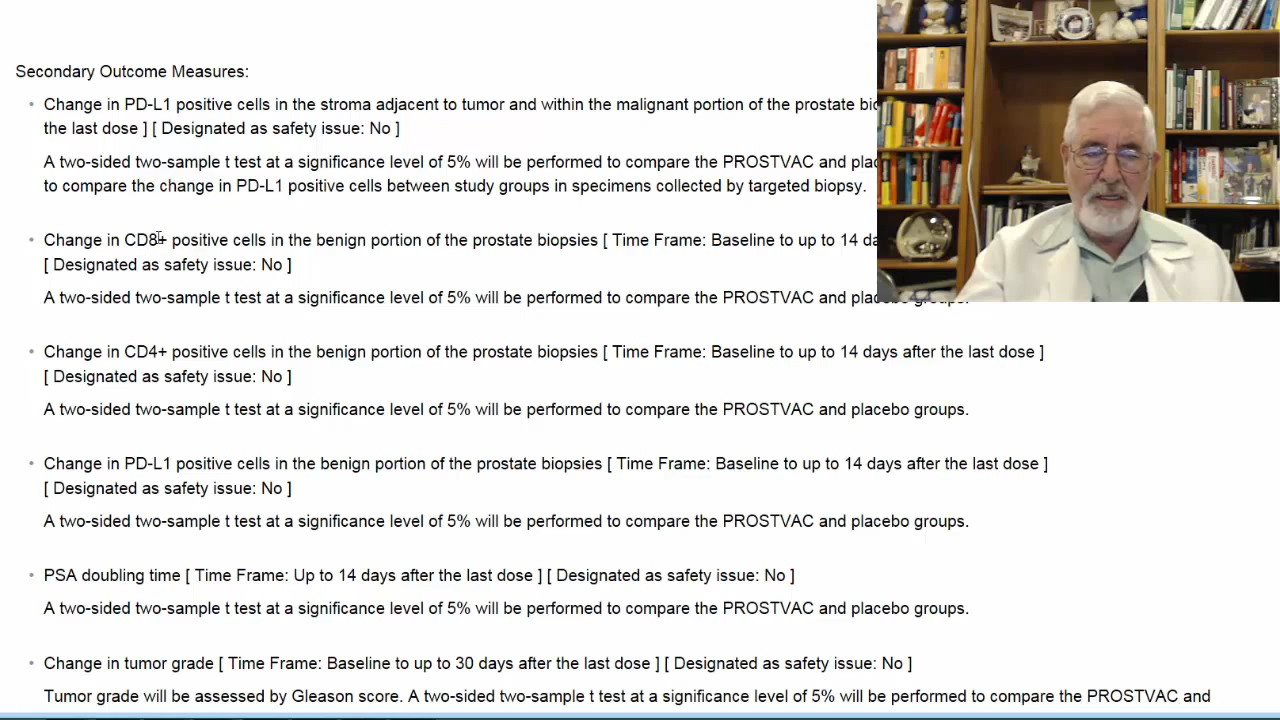 Secondary Outcome Measures:
• Change in PD-L1 positive cells in the stroma adjacent to tumor and within the malignant portion of the prostate
the last dose ] [ Designated as safety issue: No ]
A two-sided two-sample t test at a significance level of 5% will be performed to compare the PROSTVAC and
to compare the change in PD-L1 positive cells between study groups in specimens collected by targeted biopsy.
• Change in CD8+ positive cells in the benign portion of the prostate biopsies [ Time Frame: Baseline to up to 14
[ Designated as safety issue: No ]
A two-sided two-sample t test at a significance level of 5% will be performed to compare the PROSTVAC and placebo groups.
• Change in CD4+ positive cells in the benign portion of the prostate biopsies [ Time Frame: Baseline to up to 14 days after the last dose ]
[ Designated as safety issue: No ]
A two-sided two-sample t test at a significance level of 5% will be performed to compare the PROSTVAC and placebo groups.
• Change in PD-L1 positive cells in the benign portion of the prostate biopsies [ Time Frame: Baseline to up to 14 days after the last dose ]
[ Designated as safety issue: No ]
A two-sided two-sample t test at a significance level of 5% will be performed to compare the PROSTVAC and placebo groups.
• PSA doubling time [ Time Frame: Up to 14 days after the last dose ] [ Designated as safety issue: No ]
A two-sided two-sample t test at a significance level of 5% will be performed to compare the PROSTVAC and placebo groups.
• Change in tumor grade [ Time Frame: Baseline to up to 30 days after the last dose ] [ Designated as safety issue: No ]
Tumor grade will be assessed by Gleason score. A two-sided two-sample t test at a significance level of 5% will be performed to compare the PROSTVAC and